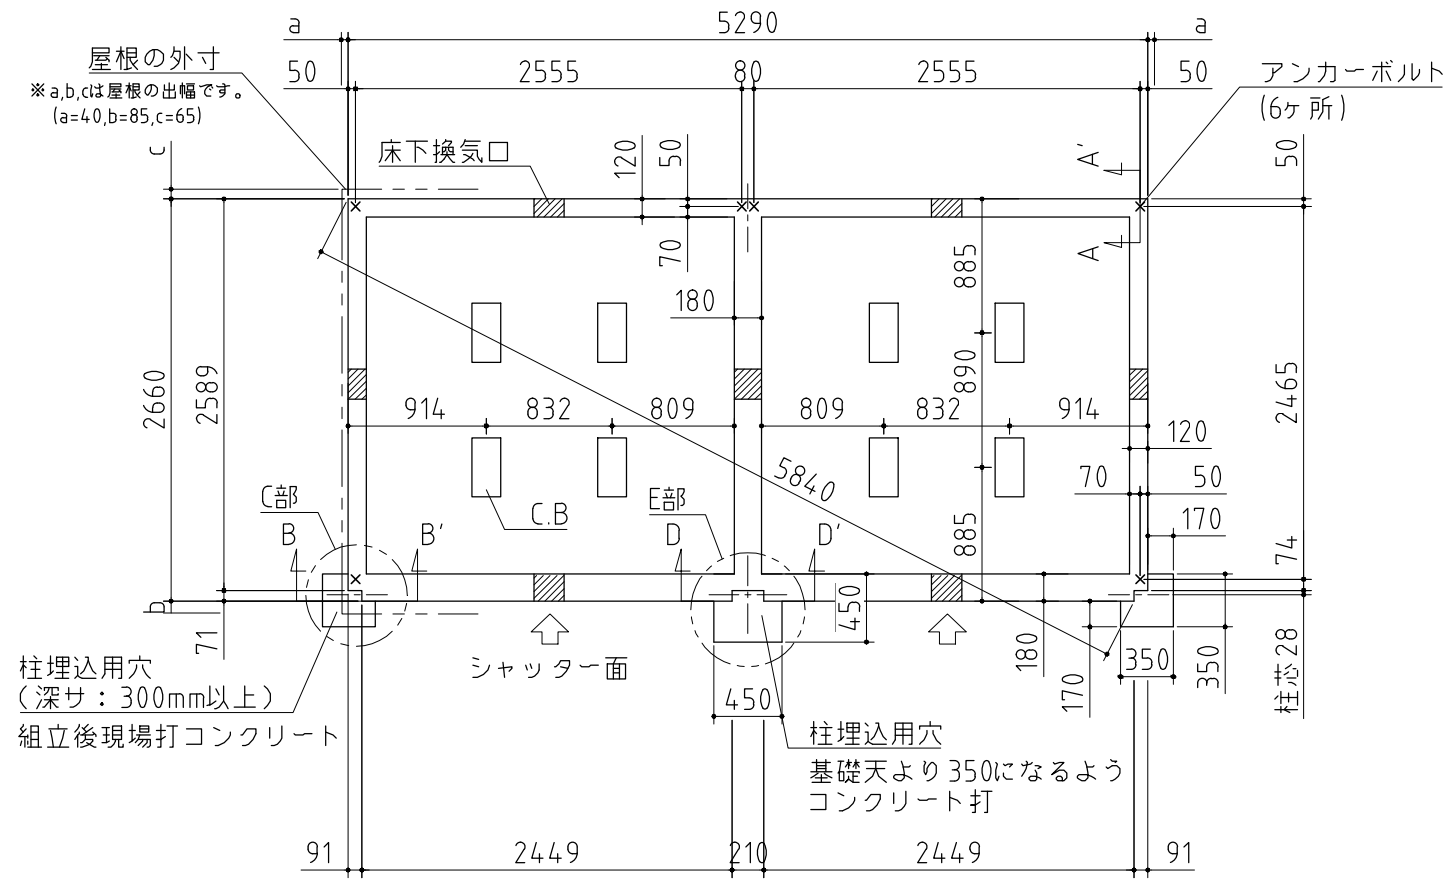 a
5290
a
屋根の外寸
50
2555
80
2555
50
アンカーボルト
※a,b,cは屋根の出幅です。
(a=40,b=85,c=65)
(6ヶ所)
c
床下換気口
120
50
A'
50
70
A
885
180
2660
2589
890
2465
914
832
809
809
832
914
120
5840
70
50
C部
C.B
E部
170
B
B'
D
D'
885
74
b
450
71
シャッター面
180
350
350
170
柱芯28
柱埋込用穴
(深サ:300mm以上)
450
組立後現場打コンクリート
柱埋込用穴
基礎天より350になるよう
コンクリート打
91
2449
210
2449
91